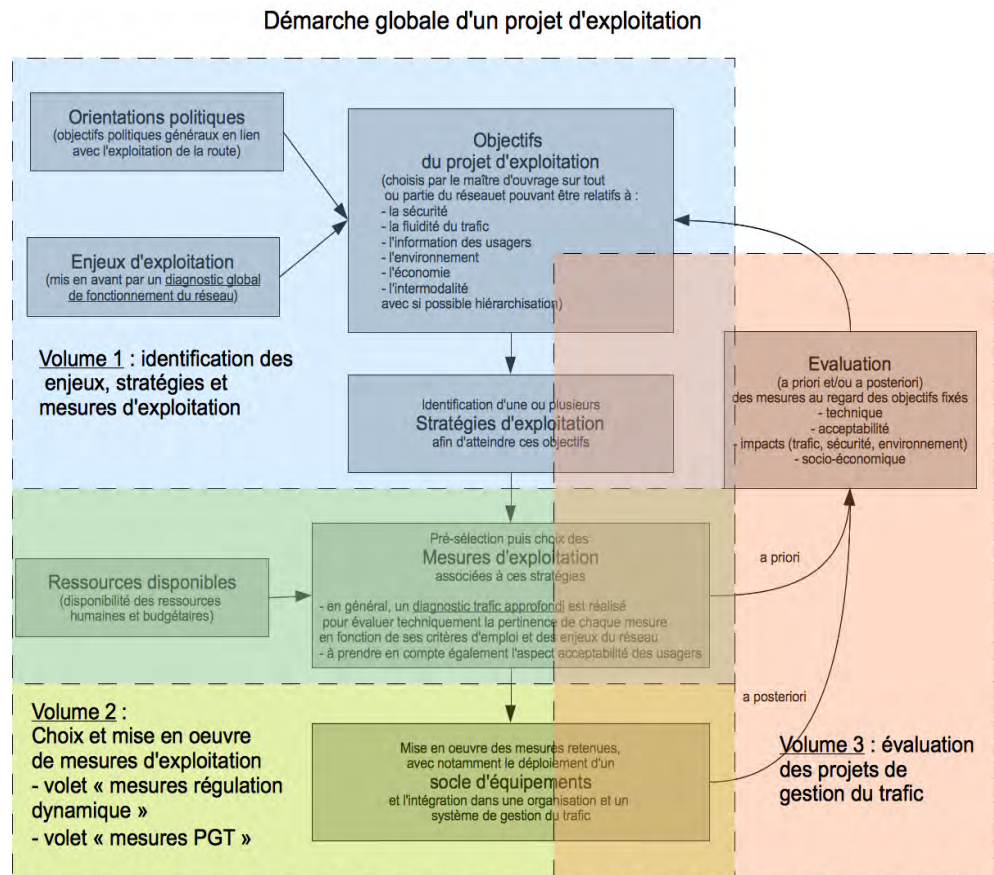 Démarche globale d'un projet d'exploitation
Orientations politiques
(objectifs politiques généraux en lien
avec l'exploitation de la route)
Objectifs
du projet d'exploitation
(choisis par le maître d'ouvrage sur tout
ou partie du réseauet pouvant être relatifs à :
- la sécurité
- la fluidité du trafic
- l'information des usagers
- l'environnement
- l'économie
- l'intermodalité
avec si possible hiérarchisation)
Enjeux d'exploitation
(mis en avant par un diagnostic global
de fonctionnement du réseau)
Volume 1 : identification des
enjeux, stratégies et
mesures d'exploitation
Identification d'une ou plusieurs
Stratégies d'exploitation
afin d'atteindre ces objectifs
Evaluation
(a priori et/ou a posteriori)
des mesures au regard des objectifs fixés
- technique
- acceptabilité
- impacts (trafic, sécurité, environnement)
- socio-économique
Ressources disponibles
(disponibilité des ressources
humaines et budgétaires)
Pré-sélection puis choix des
Mesures d'exploitation
associées à ces stratégies
- en général, un diagnostic trafic approfondi est réalisé
pour évaluer techniquement la pertinence de chaque mesure
en fonction de ses critères d'emploi et des enjeux du réseau
- à prendre en compte également l'aspect acceptabilité des usagers
a priori
a posteriori
Volume 2 :
Choix et mise en oeuvre
de mesures d'exploitation
- volet « mesures régulation
dynamique »
- volet « mesures PGT »
Mise en oeuvre des mesures retenues,
avec notamment le déploiement d'un
socle d'équipements
et l'intégration dans une organisation et un
système de gestion du trafic
Volume 3 : évaluation
des projets de
gestion du trafic